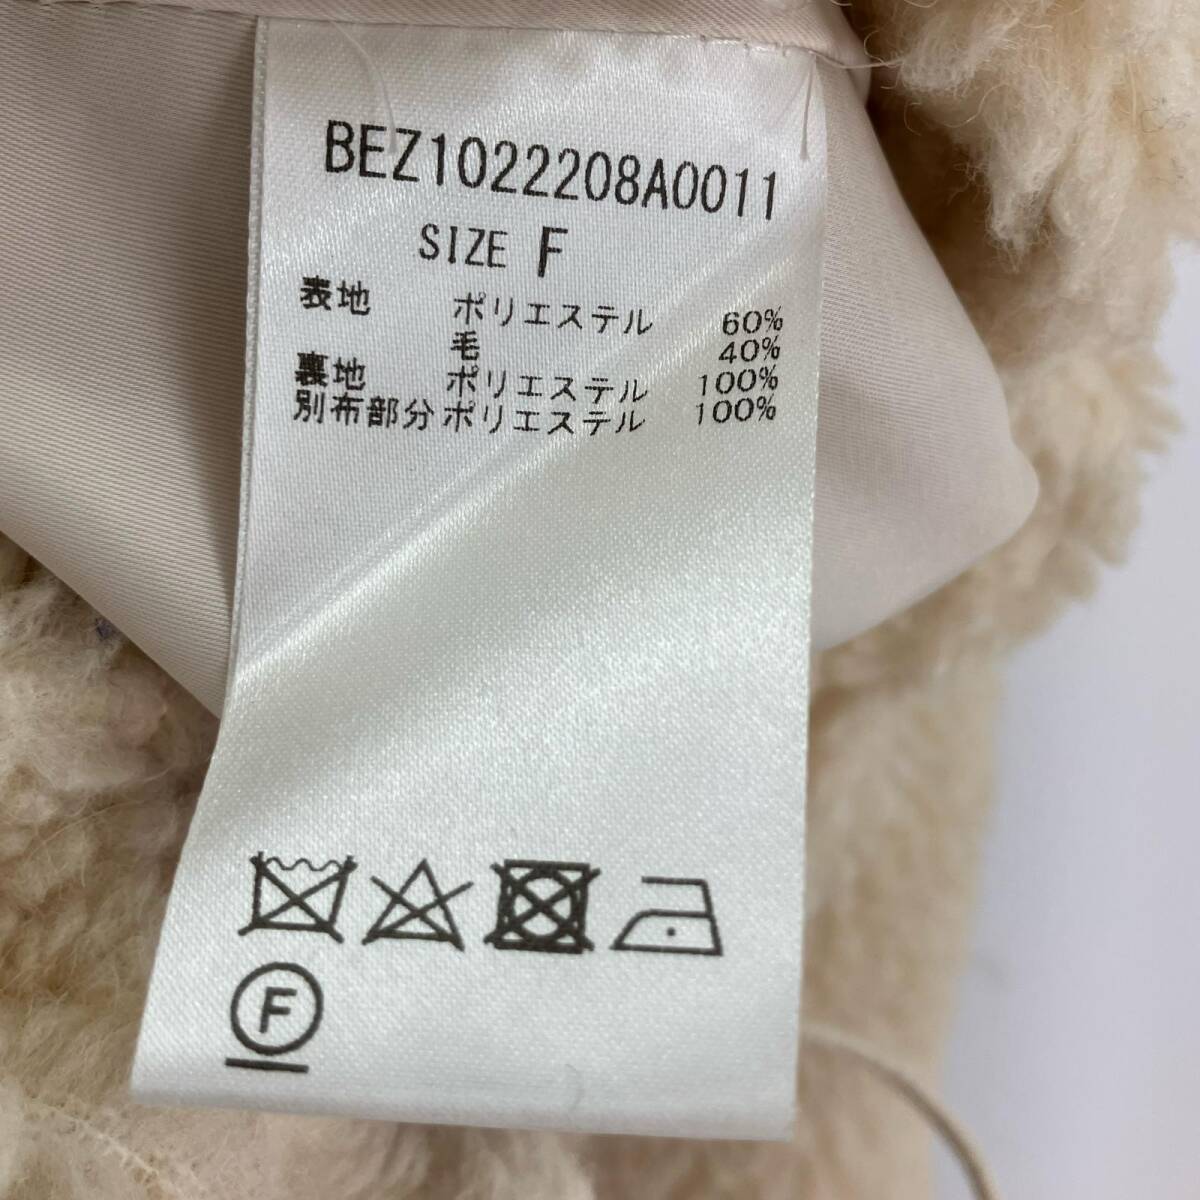 BEZ1022208A0011
SIZE F
表地 ポリエステル 60%
毛 40%
裏地 ポリエステル 100%
別布部分 ポリエステル 100%
F